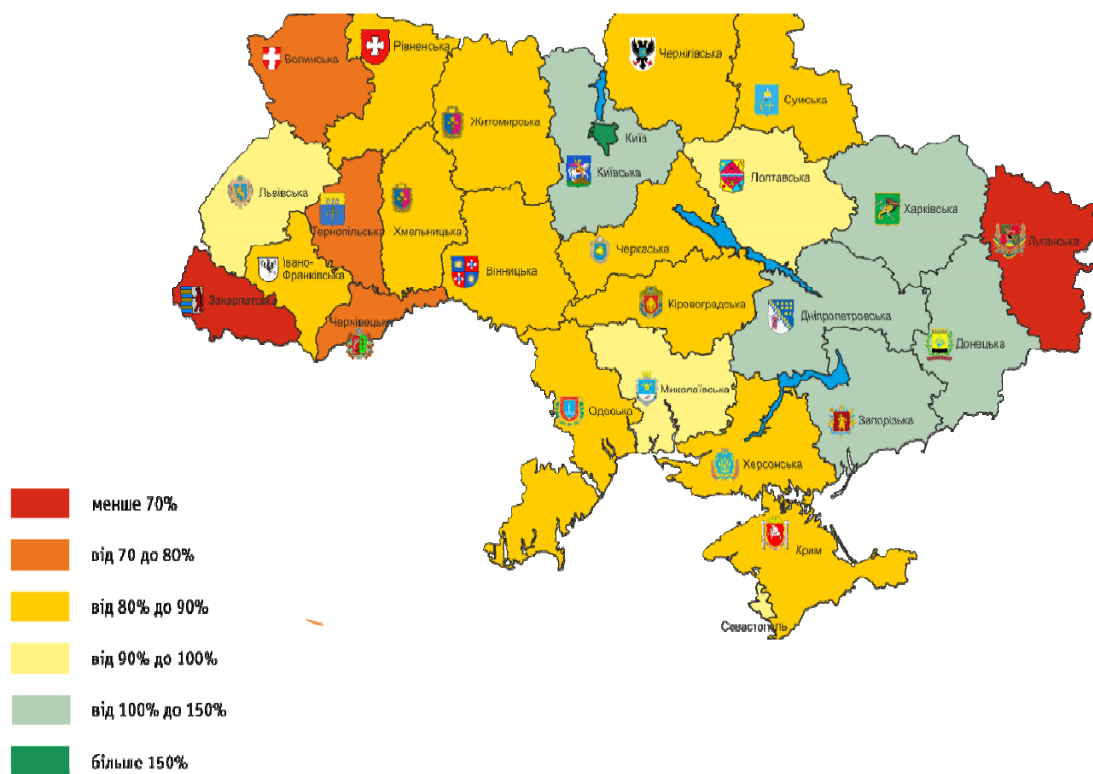 Волинська
Рівненська
Чернігівська
Сумська
Житомирська
Київ
Київська
Полтавська
Харківська
Львівська
Тернопільська
Хмельницька
Луганська
Івано-
Франківська
Вінницька
Черкаська
Закарпатська
Кіровоградська
Дніпропетровська
Чернівецька
Донецька
Миколаївська
Одеська
Запорізька
Херсонська
Крим
Севастополь
менше 70%
від 70 до 80%
від 80% до 90%
від 90% до 100%
від 100% до 150%
більше 150%